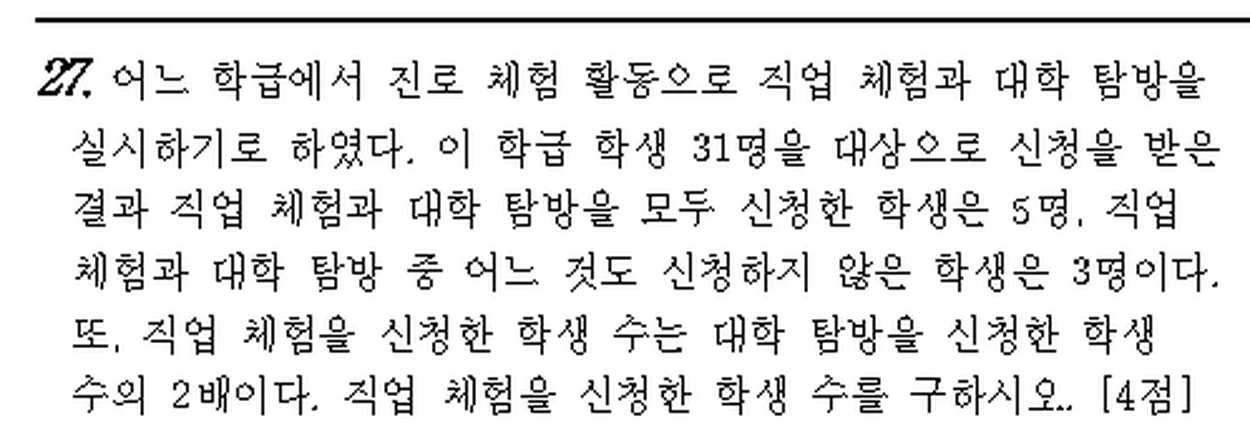 27. 어느 학급에서 진로 체험 활동으로 직업 체험과 대학 탐방을
실시하기로 하였다. 이 학급 학생 31명을 대상으로 신청을 받은
결과 직업 체험과 대학 탐방을 모두 신청한 학생은 5명, 직업
체험과 대학 탐방 중 어느 것도 신청하지 않은 학생은 3명이다.
또, 직업 체험을 신청한 학생 수는 대학 탐방을 신청한 학생
수의 2배이다. 직업 체험을 신청한 학생 수를 구하시오.. [4점]